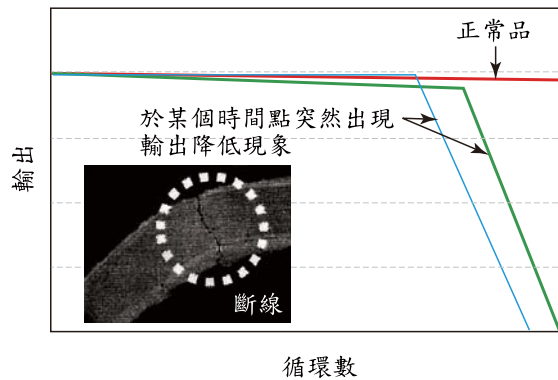 正常品
於某個時間點突然出現
輸出降低現象
輸出
斷線
循環數